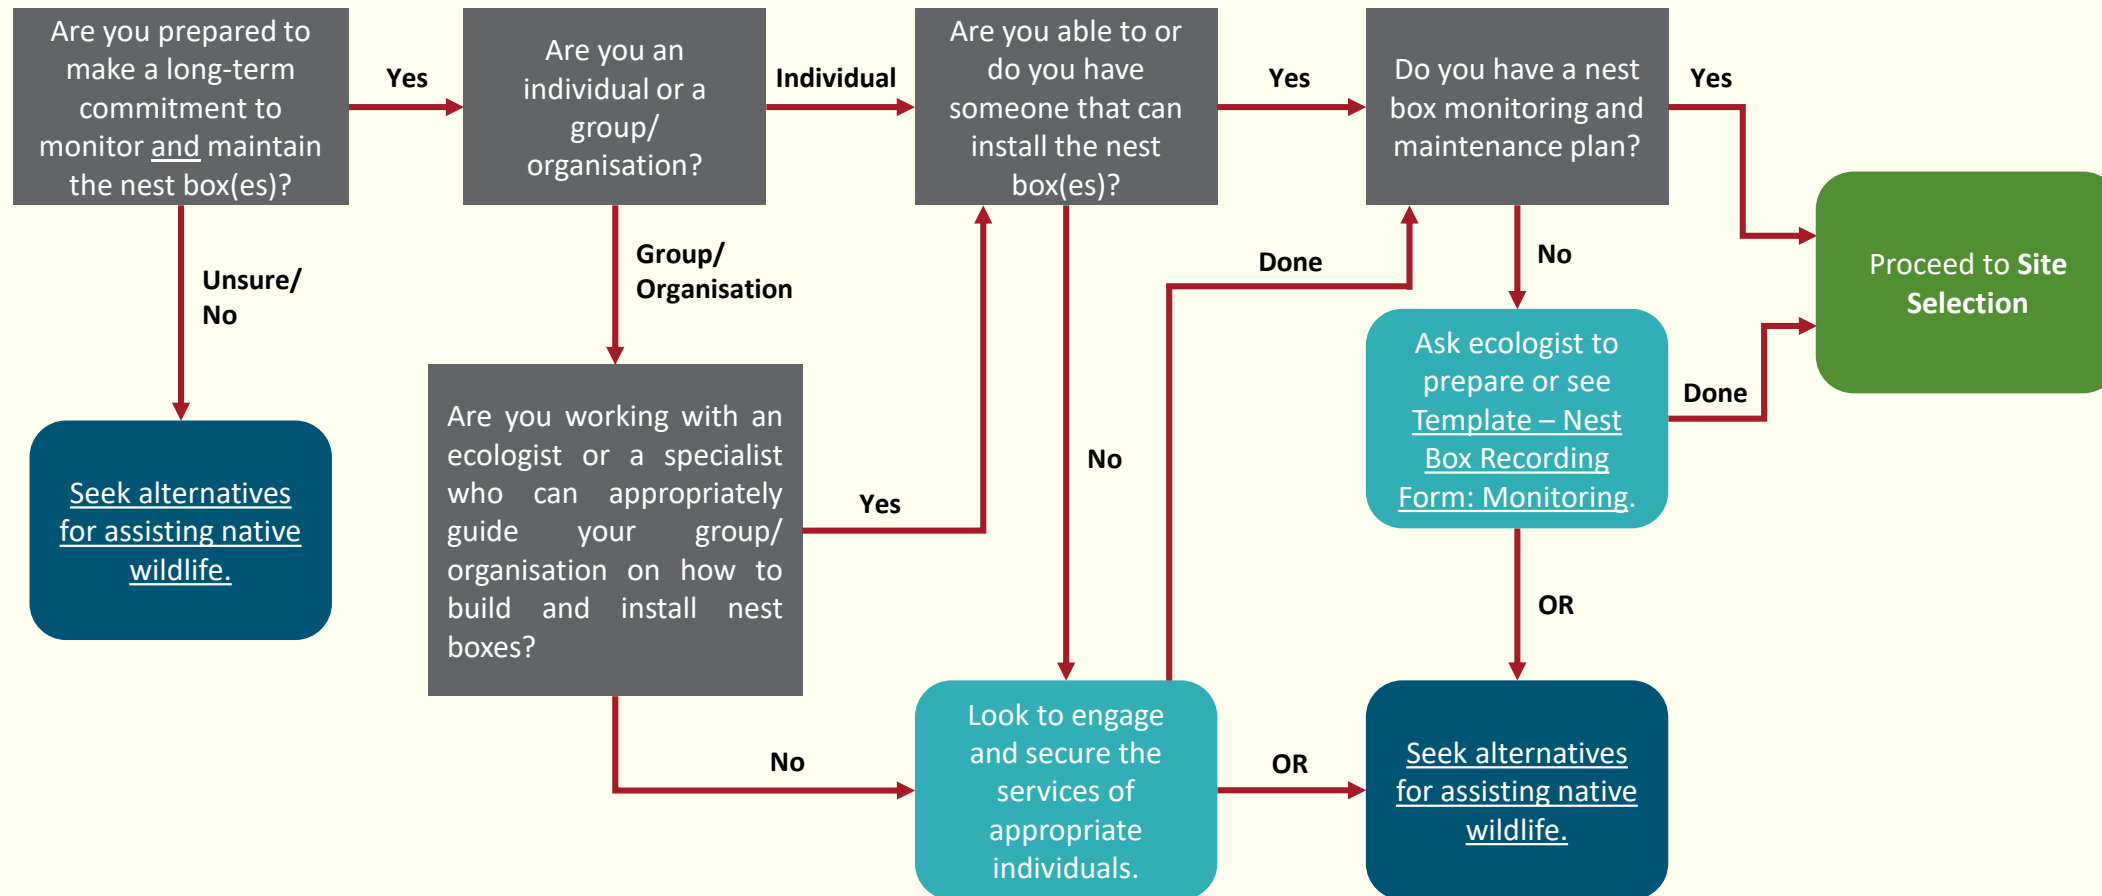 Are you prepared to
make a long-term
commitment to
monitor and maintain
the nest box(es)?
Yes
Are you an
individual or a
group/
organisation?
Individual
Are you able to or
do you have
someone that can
install the nest
box(es)?
Yes
Do you have a nest
box monitoring and
maintenance plan?
Yes
Unsure/
No
Group/
Organisation
Done
No
Proceed to Site
Selection
Seek alternatives
for assisting native
wildlife.
Are you working with an
ecologist or a specialist
who can appropriately
guide your group/
organisation on how to
build and install nest
boxes?
Yes
No
Ask ecologist to
prepare or see
Template – Nest
Box Recording
Form: Monitoring.
Done
OR
No
Look to engage
and secure the
services of
appropriate
individuals.
OR
Seek alternatives
for assisting native
wildlife.